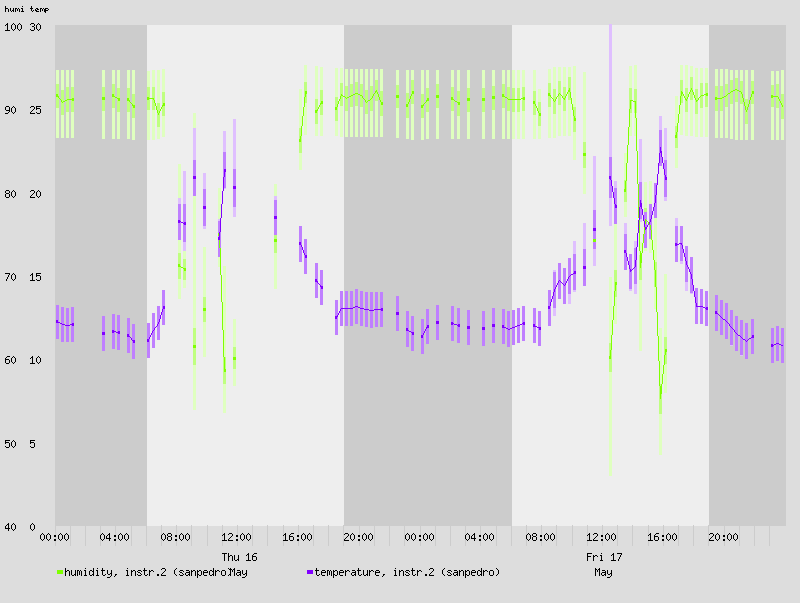 humi temp
100 30
90 25
80 20
70 15
60 10
50 5
40 0
00:00 04:00 08:00 12:00 16:00 20:00 00:00 04:00 08:00 12:00 16:00 20:00
Thu 16 Fri 17
humidity, instr.2 (sanpedro) May temperature, instr.2 (sanpedro) May